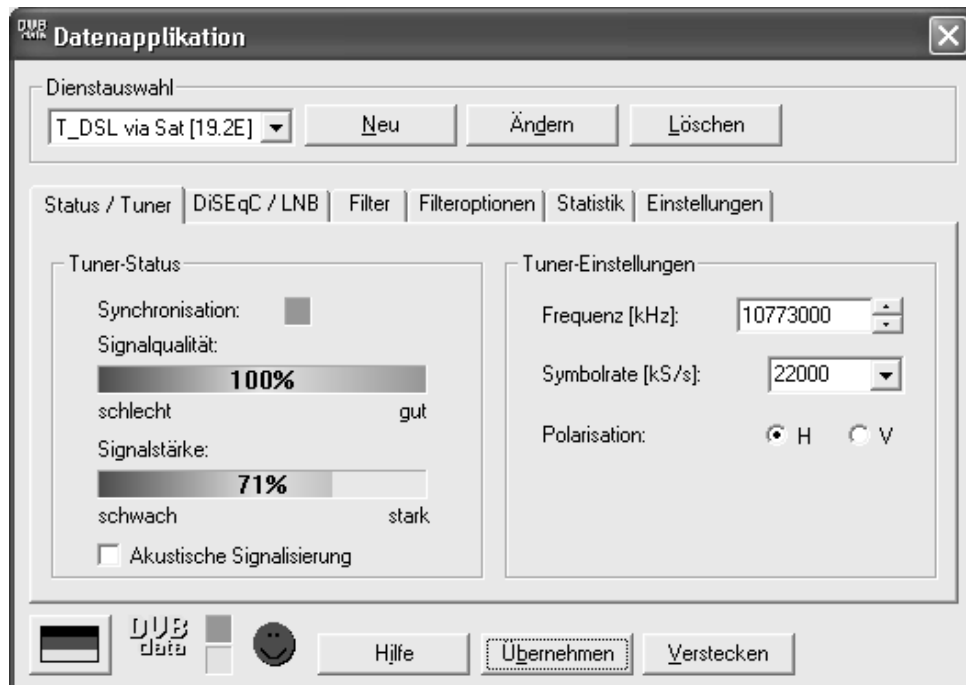 DVB data Datenapplikation
Dienstauswahl
T_DSL via Sat [19.2E] Neu Ändern Löschen
Status / Tuner DiSEqC / LNB Filter Filteroptionen Statistik Einstellungen
Tuner-Status
Synchronisation:
Signalqualität:
100%
schlecht gut
Signalstärke:
71%
schwach stark
Akustische Signalisierung
Tuner-Einstellungen
Frequenz [kHz]: 10773000
Symbolrate [kS/s]: 22000
Polarisation: H V
DVB
data
Hilfe Übernehmen Verstecken